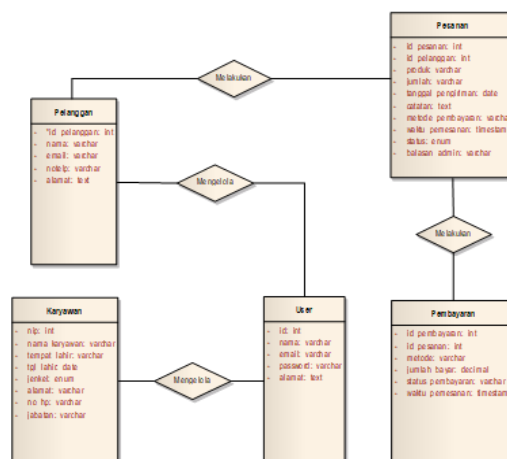 Pesanan
- id pesanan: int
- id pelanggan: int
- produk: varchar
- jumlah: varchar
- tanggal pengiriman: date
- catatan: text
- metode pembayaran: varcha
- waktu pemesanan: timestam
- status: enum
- balasan admin: varchar
Melakukan
Pelanggan
- *id pelanggan: int
- nama: varchar
- email: varchar
- notelp: varchar
- alamat: text
Mengelola
Melakukan
Karyawan
- nip: int
- nama karyawan: varchar
- tempat lahir: varchar
- tgl lahir: date
- jenkel: enum
- alamat: varchar
- no hp: varchar
- jabatan: varchar
Mengelola
User
- id: int
- nama: varchar
- email: varchar
- password: varchar
- alamat: text
Pembayaran
- id pembayaran: int
- id pesanan: int
- metode: varchar
- jumlah bayar: decimal
- status pembayaran: varchar
- waktu pemesanan: timestam